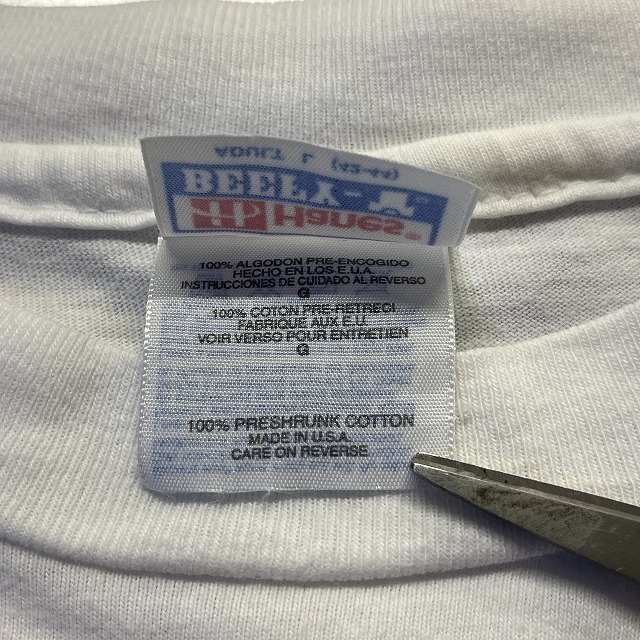 ADULT L (42-44)
BEEFY-T
Hanes®
100% ALGODON PRE-ENCOGIDO
HECHO EN LOS E.U.A.
INSTRUCCIONES DE CUIDADO AL REVERSO
G
100% COTON PRE-RETRECI
FABRIQUE AUX E.U.
VOIR VERSO POUR ENTRETIEN
G
100% PRESHRUNK COTTON
MADE IN U.S.A.
CARE ON REVERSE